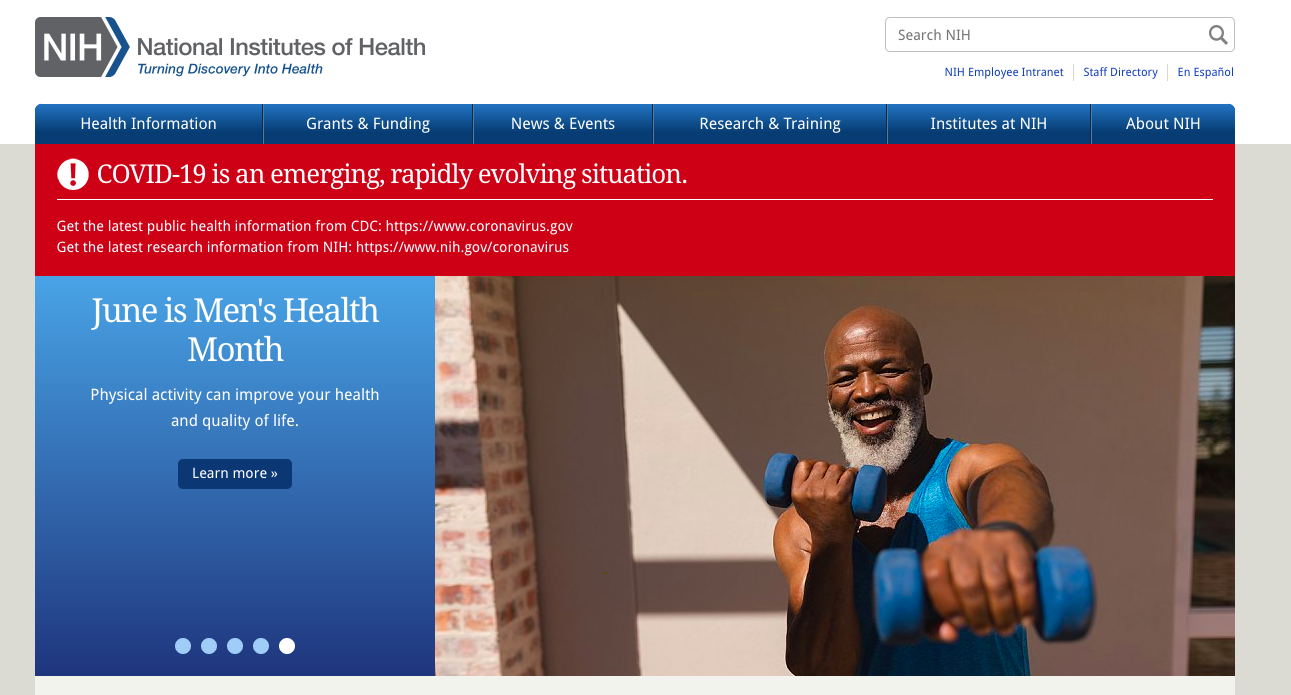 NIH National Institutes of Health
Turning Discovery Into Health
Search NIH
NIH Employee Intranet Staff Directory En Español
Health Information Grants & Funding News & Events Research & Training Institutes at NIH About NIH
! COVID-19 is an emerging, rapidly evolving situation.
Get the latest public health information from CDC: https://www.coronavirus.gov
Get the latest research information from NIH: https://www.nih.gov/coronavirus
June is Men's Health
Month
Physical activity can improve your health
and quality of life.
Learn more »